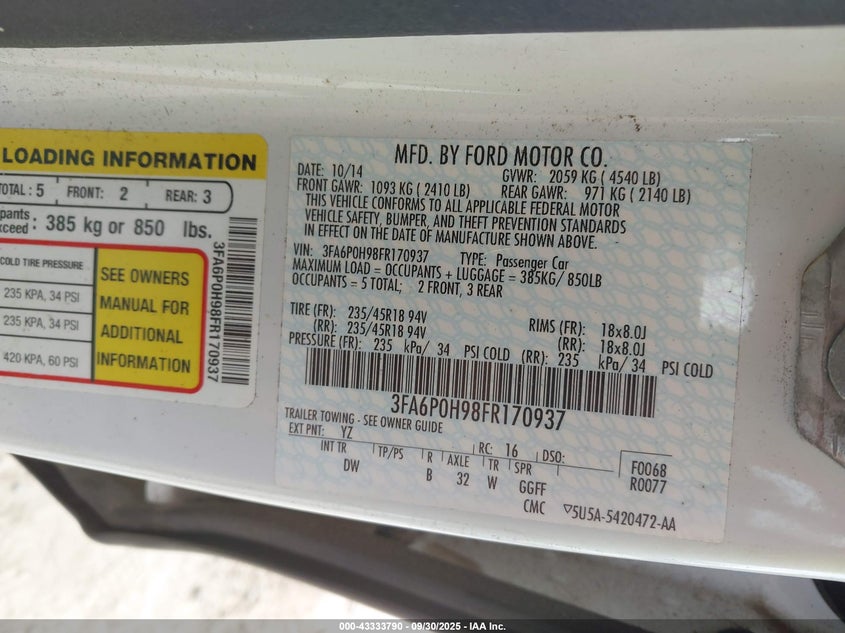 LOADING INFORMATION
TOTAL : 5 FRONT: 2 REAR: 3
pants
xceed : 385 kg or 850 lbs.
COLD TIRE PRESSURE
235 KPA, 34 PSI
235 KPA, 34 PSI
420 KPA, 60 PSI
SEE OWNERS
MANUAL FOR
ADDITIONAL
INFORMATION
3FA6P0H98FR170937
MFD. BY FORD MOTOR CO.
DATE: 10/14 GVWR: 2059 KG ( 4540 LB)
FRONT GAWR: 1093 KG ( 2410 LB) REAR GAWR: 971 KG ( 2140 LB)
THIS VEHICLE CONFORMS TO ALL APPLICABLE FEDERAL MOTOR
VEHICLE SAFETY, BUMPER, AND THEFT PREVENTION STANDARDS
IN EFFECT ON THE DATE OF MANUFACTURE SHOWN ABOVE.
VIN: 3FA6P0H98FR170937 TYPE: Passenger Car
MAXIMUM LOAD = OCCUPANTS + LUGGAGE = 385KG/ 850LB
OCCUPANTS = 5 TOTAL; 2 FRONT, 3 REAR
TIRE (FR): 235/45R18 94V RIMS (FR): 18x8.0J
(RR): 235/45R18 94V (RR): 18x8.0J
PRESSURE (FR): 235 kPa/ 34 PSI COLD (RR): 235 kPa/ 34 PSI COLD
3FA6P0H98FR170937
TRAILER TOWING - SEE OWNER GUIDE
EXT PNT: YZ RC: 16 DSO:
INT TR TP/PS R AXLE TR SPR F0068
DW B 32 W GGFF R0077
CMC 5U5A-5420472-AA
000-43333790 - 09/30/2025 - IAA Inc.